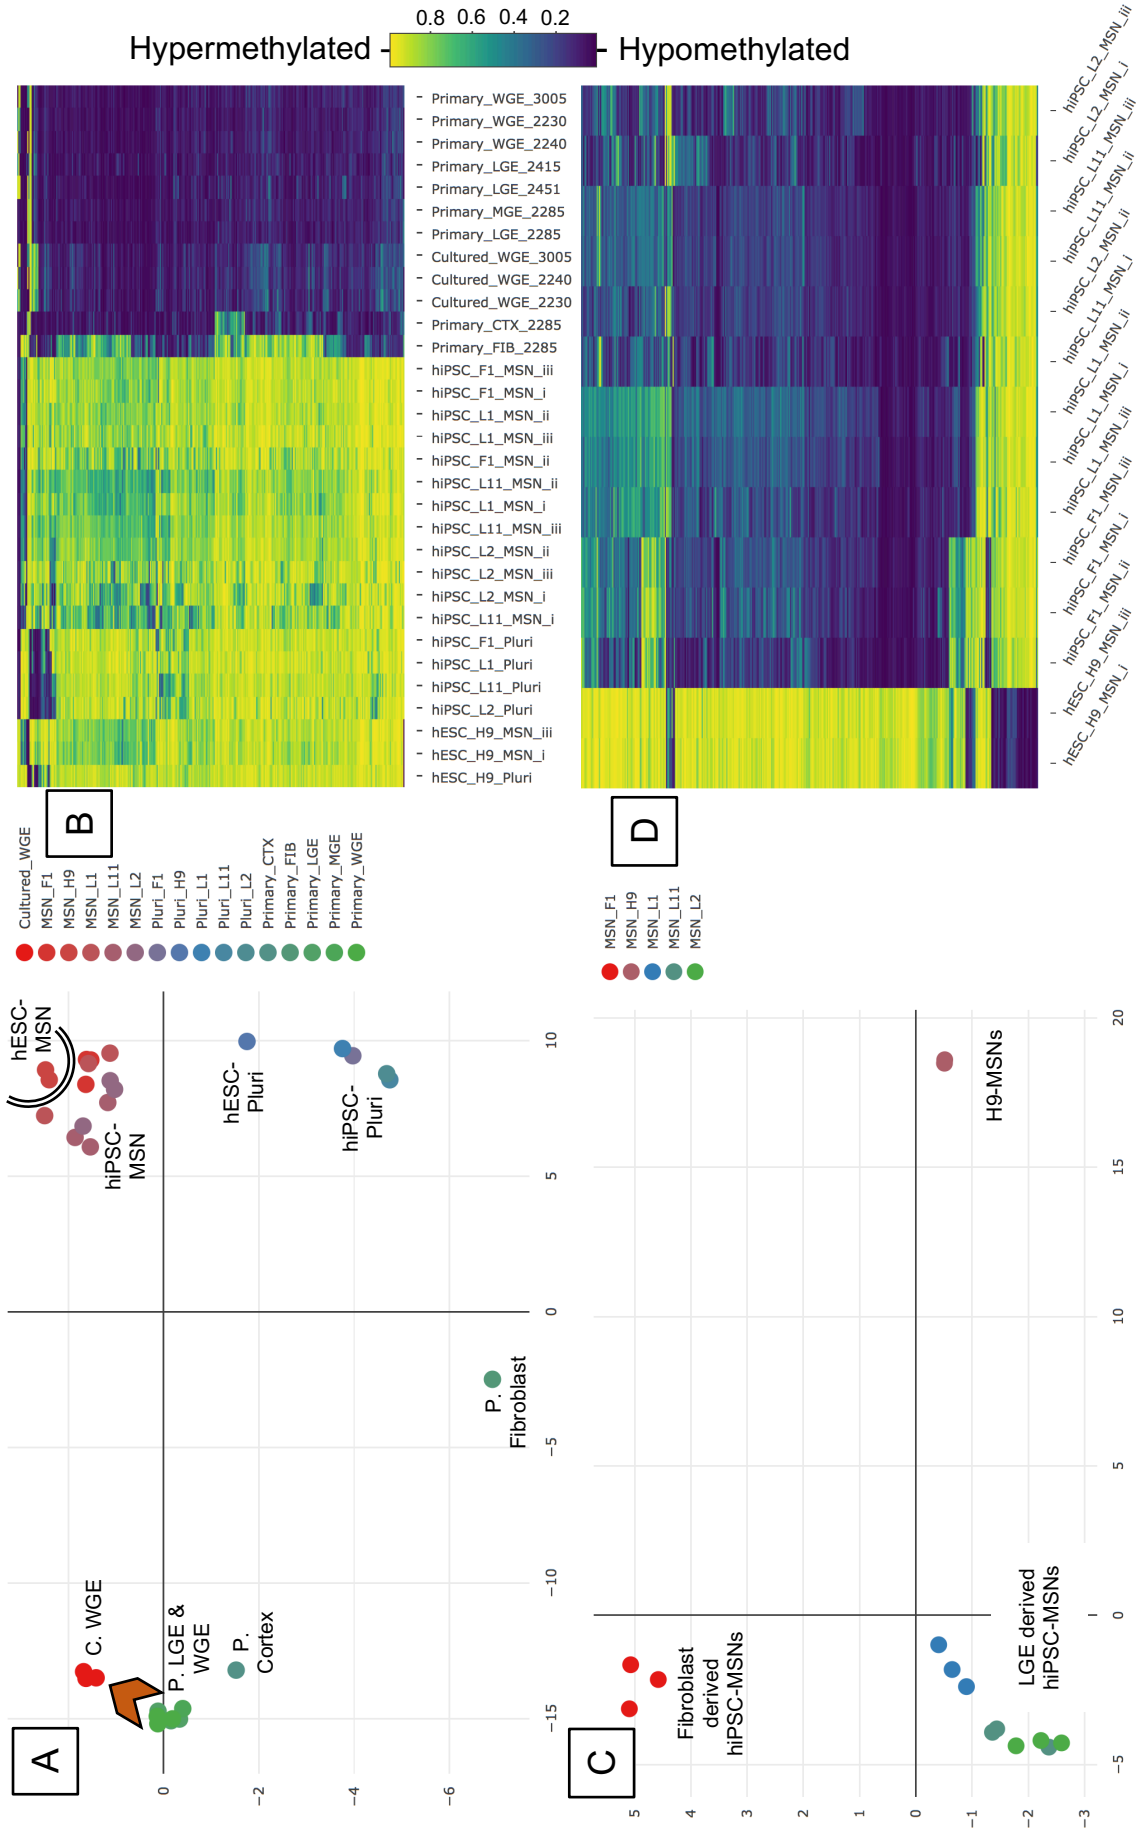 Hypermethylated
0.8 0.6 0.4 0.2
Hypomethylated
Primary_WGE_3005
Primary_WGE_2230
Primary_WGE_2240
Primary_LGE_2415
Primary_LGE_2451
Primary_MGE_2285
Primary_LGE_2285
Cultured_WGE_3005
Cultured_WGE_2240
Cultured_WGE_2230
Primary_CTX_2285
Primary_FIB_2285
hiPSC_F1_MSN_iii
hiPSC_F1_MSN_i
hiPSC_L1_MSN_ii
hiPSC_L1_MSN_iii
hiPSC_F1_MSN_ii
hiPSC_L11_MSN_ii
hiPSC_L1_MSN_i
hiPSC_L11_MSN_iii
hiPSC_L2_MSN_ii
hiPSC_L2_MSN_iii
hiPSC_L2_MSN_i
hiPSC_L11_MSN_i
hiPSC_F1_Pluri
hiPSC_L1_Pluri
hiPSC_L11_Pluri
hiPSC_L2_Pluri
hESC_H9_MSN_iii
hESC_H9_MSN_i
hESC_H9_Pluri
hiPSC_L2_MSN_iii
hiPSC_L2_MSN_i
hiPSC_L11_MSN_iii
hiPSC_L11_MSN_ii
hiPSC_L2_MSN_ii
hiPSC_L11_MSN_i
hiPSC_L1_MSN_ii
hiPSC_L1_MSN_i
hiPSC_L1_MSN_iii
hiPSC_F1_MSN_iii
hiPSC_F1_MSN_i
hiPSC_F1_MSN_ii
hESC_H9_MSN_iii
hESC_H9_MSN_i
B
D
Cultured_WGE
MSN_F1
MSN_H9
MSN_L1
MSN_L11
MSN_L2
Pluri_F1
Pluri_H9
Pluri_L1
Pluri_L11
Pluri_L2
Primary_CTX
Primary_FIB
Primary_LGE
Primary_MGE
Primary_WGE
MSN_F1
MSN_H9
MSN_L1
MSN_L11
MSN_L2
A
hESC-
MSN
hiPSC-
MSN
hESC-
Pluri
hiPSC-
Pluri
P.
Fibroblast
C. WGE
P. LGE &
WGE
P.
Cortex
0
−2
−4
−6
−15
−10
−5
0
5
10
C
H9-MSNs
Fibroblast
derived
hiPSC-MSNs
LGE derived
hiPSC-MSNs
5
4
3
2
1
0
−1
−2
−3
−5
0
5
10
15
20